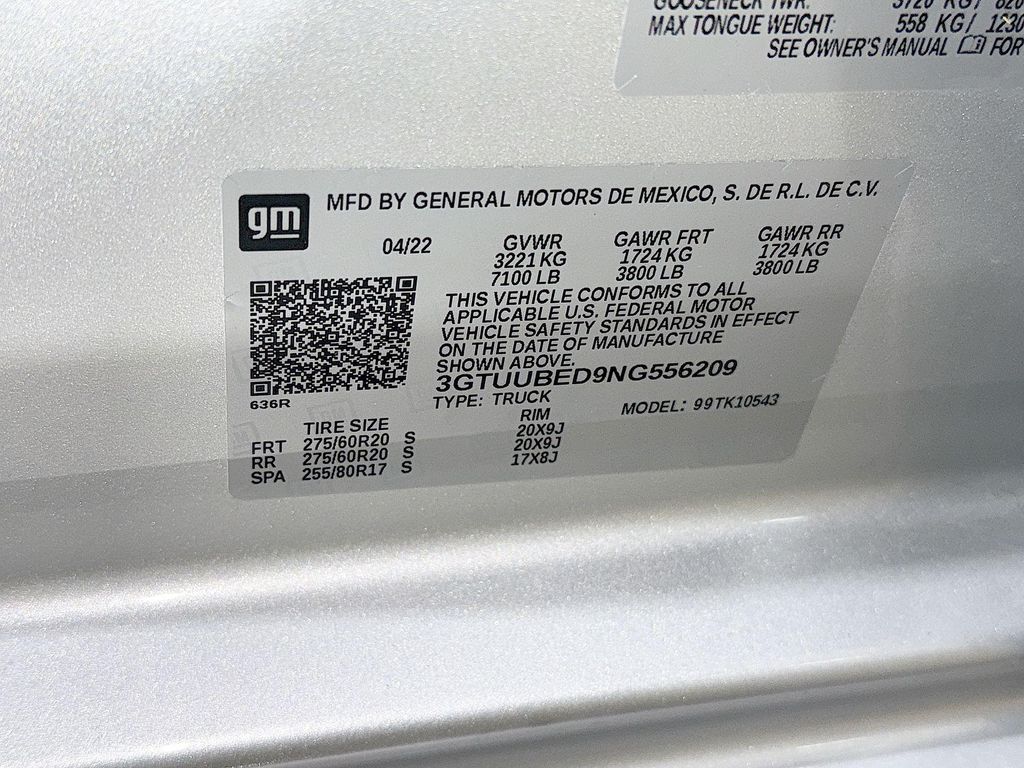 GOOSENECK TWR:
MAX TONGUE WEIGHT: 558 KG/ 1230
SEE OWNER'S MANUAL FOR
gm
MFD BY GENERAL MOTORS DE MEXICO, S. DE R.L. DE C.V.
04/22 GVWR GAWR FRT GAWR RR
3221 KG 1724 KG 1724 KG
7100 LB 3800 LB 3800 LB
THIS VEHICLE CONFORMS TO ALL
APPLICABLE U.S. FEDERAL MOTOR
VEHICLE SAFETY STANDARDS IN EFFECT
ON THE DATE OF MANUFACTURE
SHOWN ABOVE.
3GTUUBED9NG556209
636R
TYPE: TRUCK MODEL: 99TK10543
TIRE SIZE RIM
FRT 275/60R20 S 20X9J
RR 275/60R20 S 20X9J
SPA 255/80R17 S 17X8J